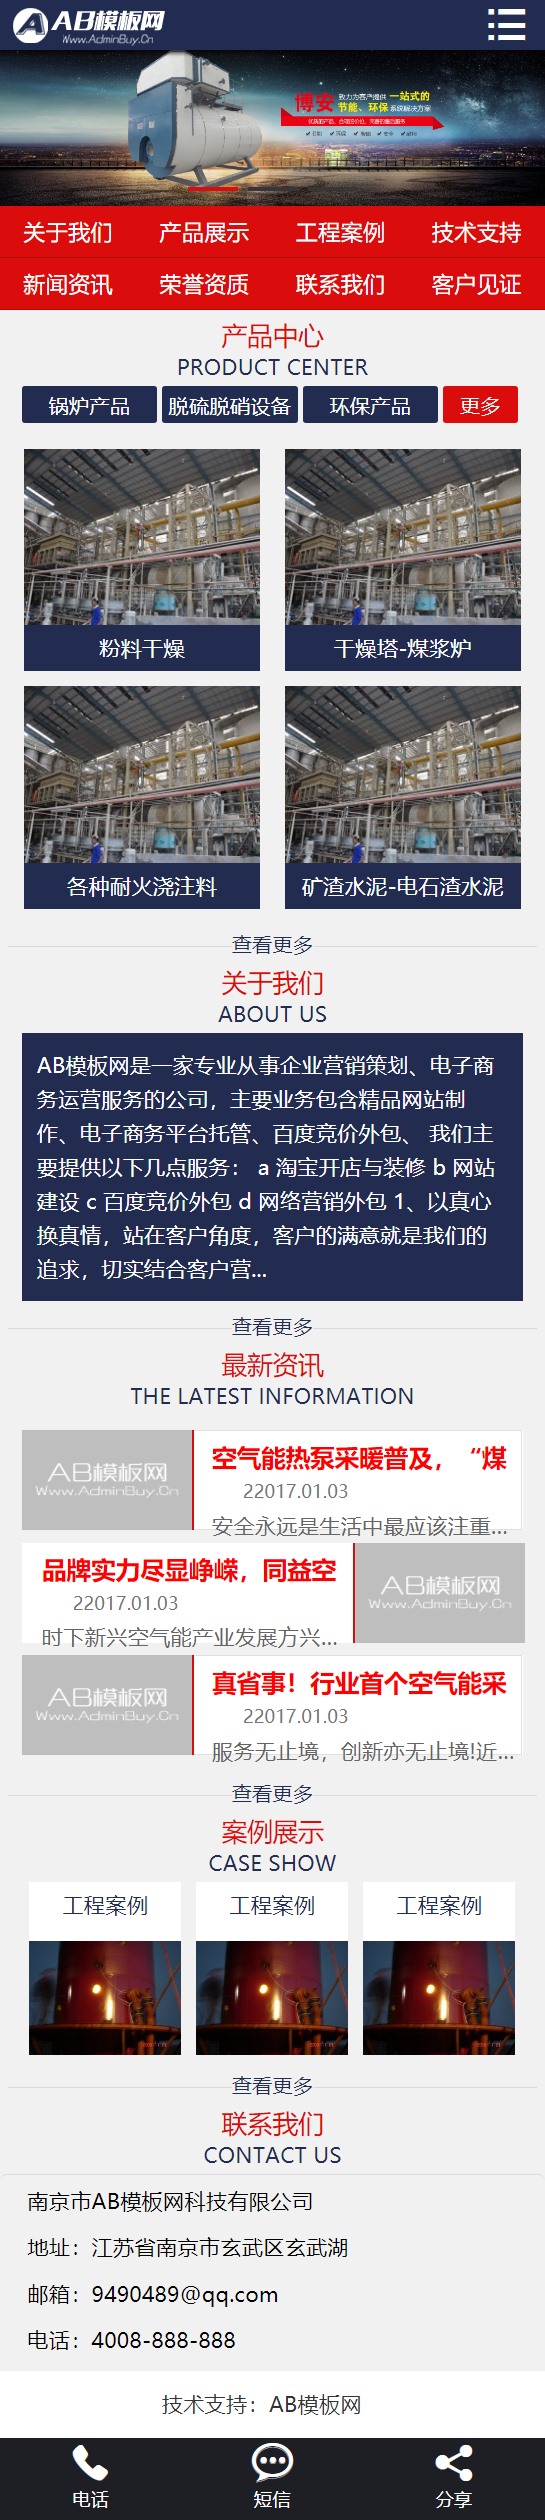 AB模板网
Www.AdminBuy.Cn
博安 致力为客户提供 一站式的
节能、环保 系统解决方案
关于我们 产品展示 工程案例 技术支持
新闻资讯 荣誉资质 联系我们 客户见证
产品中心
PRODUCT CENTER
锅炉产品 脱硫脱硝设备 环保产品 更多
粉料干燥 干燥塔-煤浆炉
各种耐火浇注料 矿渣水泥-电石渣水泥
查看更多
关于我们
ABOUT US
AB模板网是一家专业从事企业营销策划、电子商
务运营服务的公司，主要业务包含精品网站制
作、电子商务平台托管、百度竞价外包、 我们主
要提供以下几点服务： a 淘宝开店与装修 b 网站
建设 c 百度竞价外包 d 网络营销外包 1、以真心
换真情，站在客户角度，客户的满意就是我们的
追求，切实结合客户营...
查看更多
最新资讯
THE LATEST INFORMATION
AB模板网
Www.AdminBuy.Cn
空气能热泵采暖普及，“煤
22017.01.03
安全永远是生活中最应该注重...
品牌实力尽显峥嵘，同益空
22017.01.03
时下新兴空气能产业发展方兴...
AB模板网
Www.AdminBuy.Cn
AB模板网
Www.AdminBuy.Cn
真省事！行业首个空气能采
22017.01.03
服务无止境，创新亦无止境!近...
查看更多
案例展示
CASE SHOW
工程案例 工程案例 工程案例
查看更多
联系我们
CONTACT US
南京市AB模板网科技有限公司
地址：江苏省南京市玄武区玄武湖
邮箱：9490489@qq.com
电话：4008-888-888
技术支持：AB模板网
电话 短信 分享